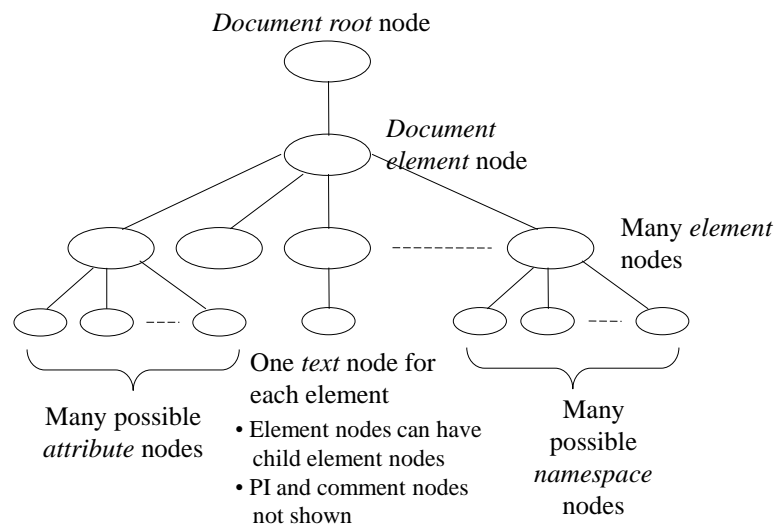 Document root node
Document
element node
Many element
nodes
One text node for
each element
• Element nodes can have
child element nodes
• PI and comment nodes
not shown
Many possible
attribute nodes
Many
possible
namespace
nodes